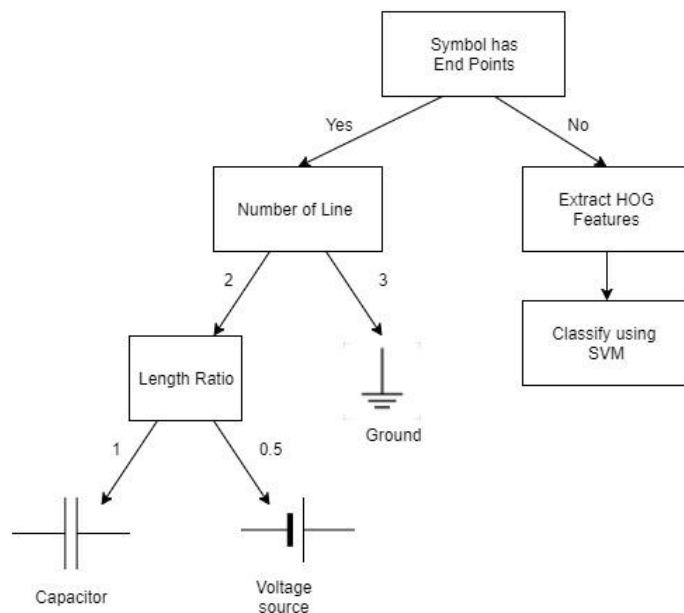 Symbol has
End Points
Yes
No
Number of Line
Extract HOG
Features
2
3
Length Ratio
Classify using
SVM
Ground
1
0.5
Capacitor
Voltage
source